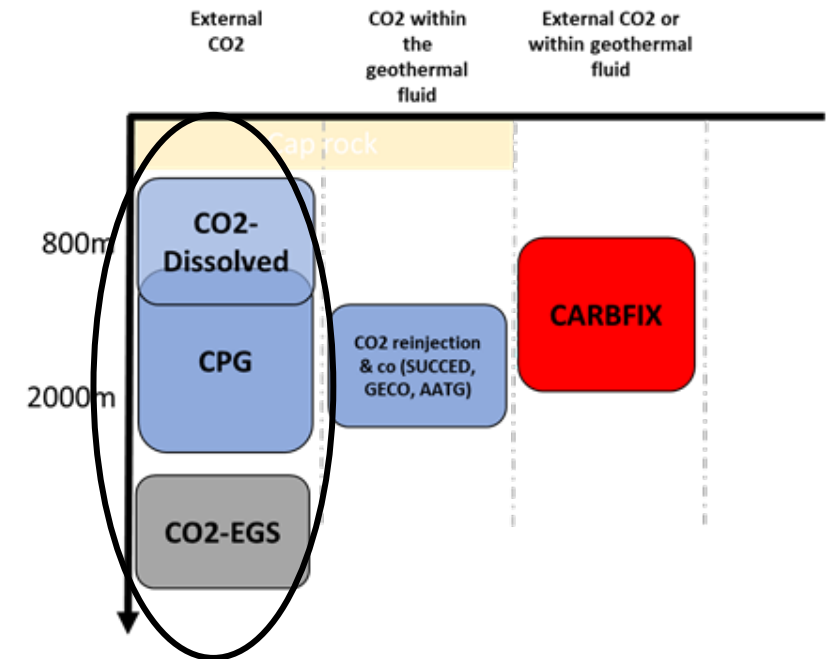 External
CO2
CO2 within
the
geothermal
fluid
External CO2 or
within geothermal
fluid
Cap rock
800m
CO2-
Dissolved
CPG
2000m
CO2 reinjection
& co (SUCCED,
GECO, AATG)
CARBFIX
CO2-EGS